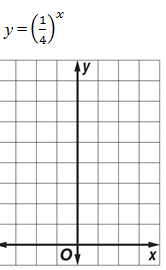 y = (1/4)^x
y
O x